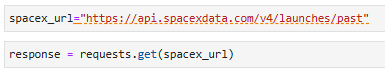 spacex_url="https://api.spacexdata.com/v4/launches/past"
response = requests.get(spacex_url)